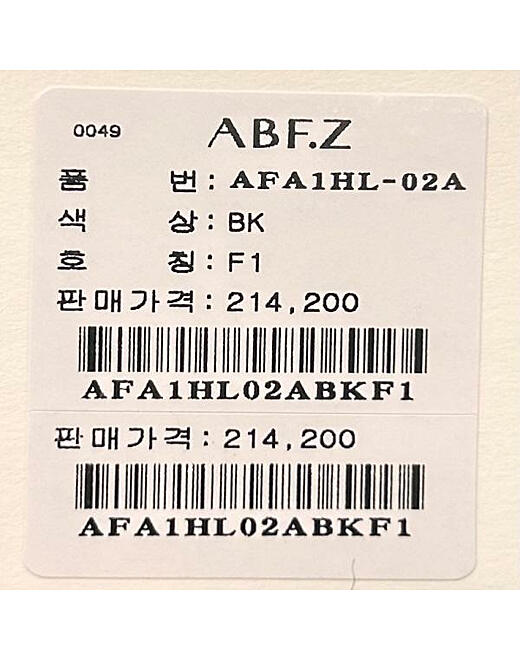 0049 ABF.Z
품 번: AFA1HL-02A
색 상: BK
호 칭: F1
판매가격: 214,200
AFA1HL02ABKF1
판매가격: 214,200
AFA1HL02ABKF1